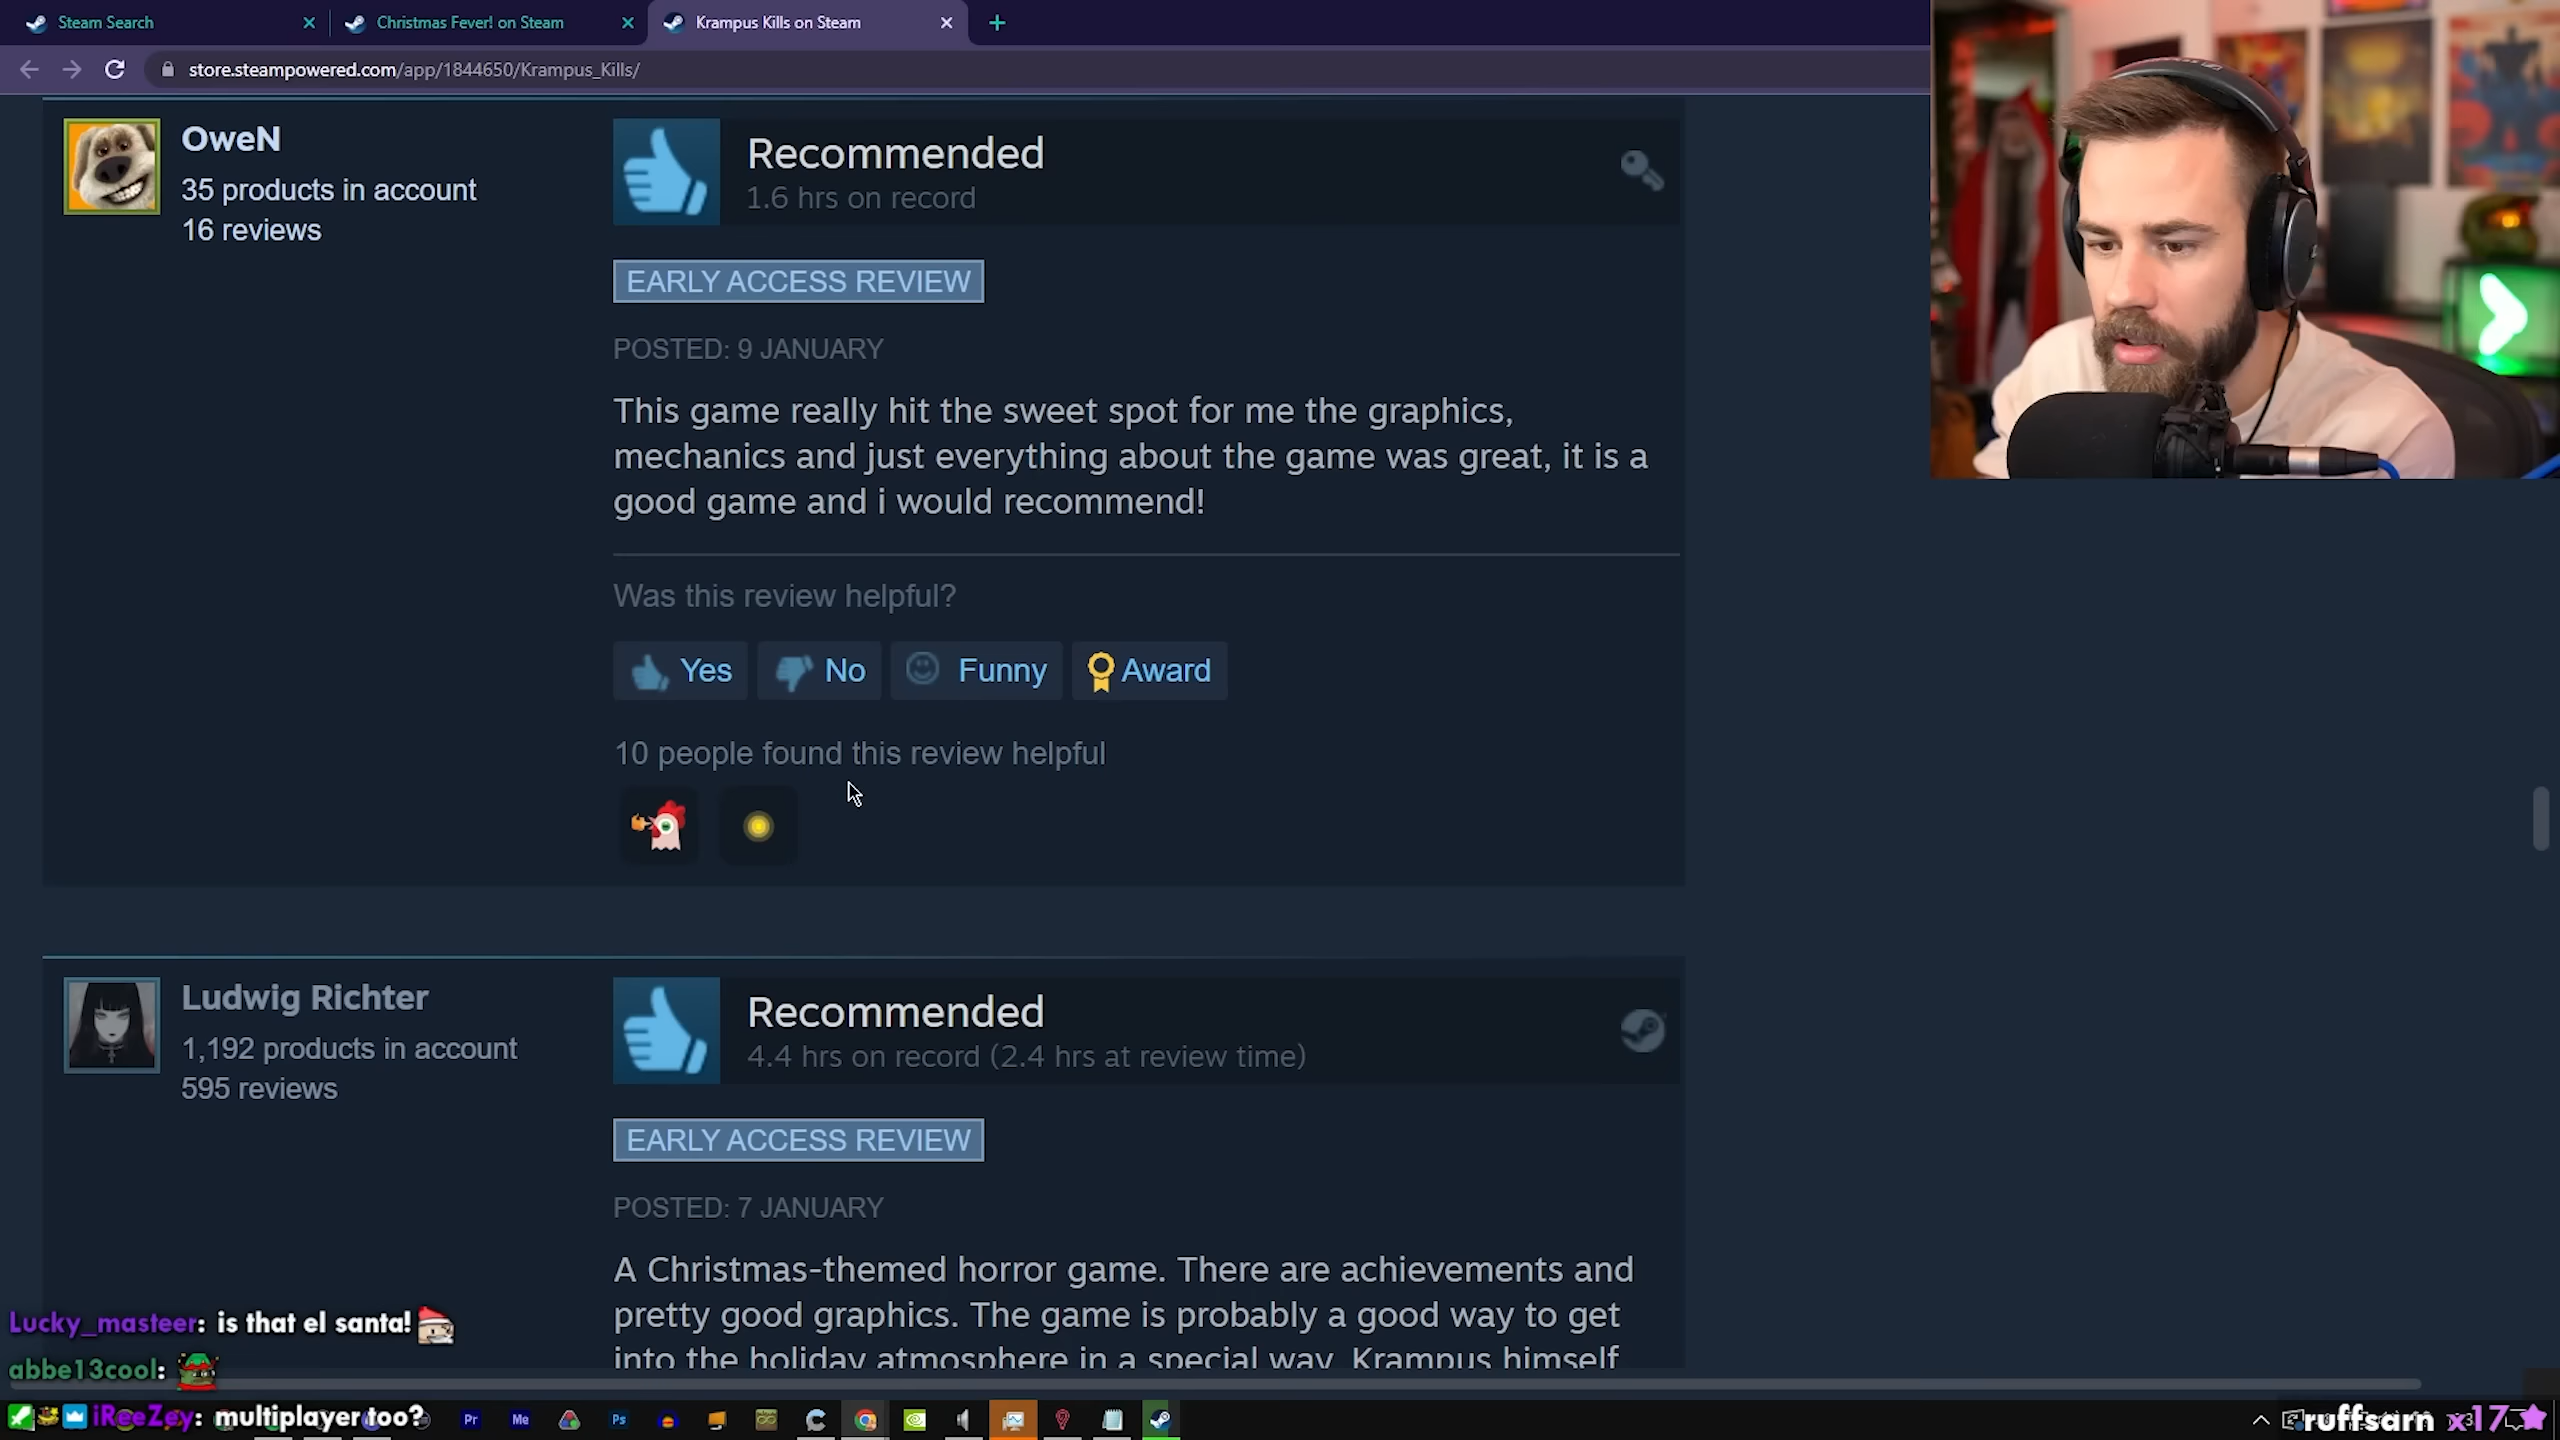 Steam Search
Christmas Fever! on Steam
Krampus Kills on Steam
store.steampowered.com/app/1844650/Krampus_Kills/
OweN
35 products in account
16 reviews
Recommended
1.6 hrs on record
EARLY ACCESS REVIEW
POSTED: 9 JANUARY
This game really hit the sweet spot for me the graphics,
mechanics and just everything about the game was great, it is a
good game and i would recommend!
Was this review helpful?
Yes
No
Funny
Award
10 people found this review helpful
Ludwig Richter
1,192 products in account
595 reviews
Recommended
4.4 hrs on record (2.4 hrs at review time)
EARLY ACCESS REVIEW
POSTED: 7 JANUARY
A Christmas-themed horror game. There are achievements and
pretty good graphics. The game is probably a good way to get
into the holiday atmosphere in a special way. Krampus himself
Lucky_masteer: is that el santa!
abbe13cool:
iReeZey: multiplayer too?
Pr
Me
Ps
ruffsarn x17